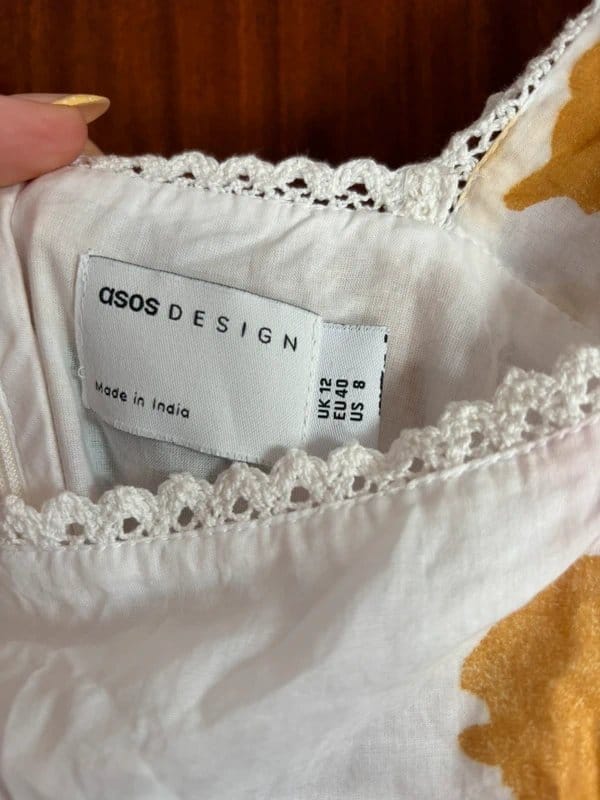 asos DESIGN
Made in India
UK 12
EU 40
US 8